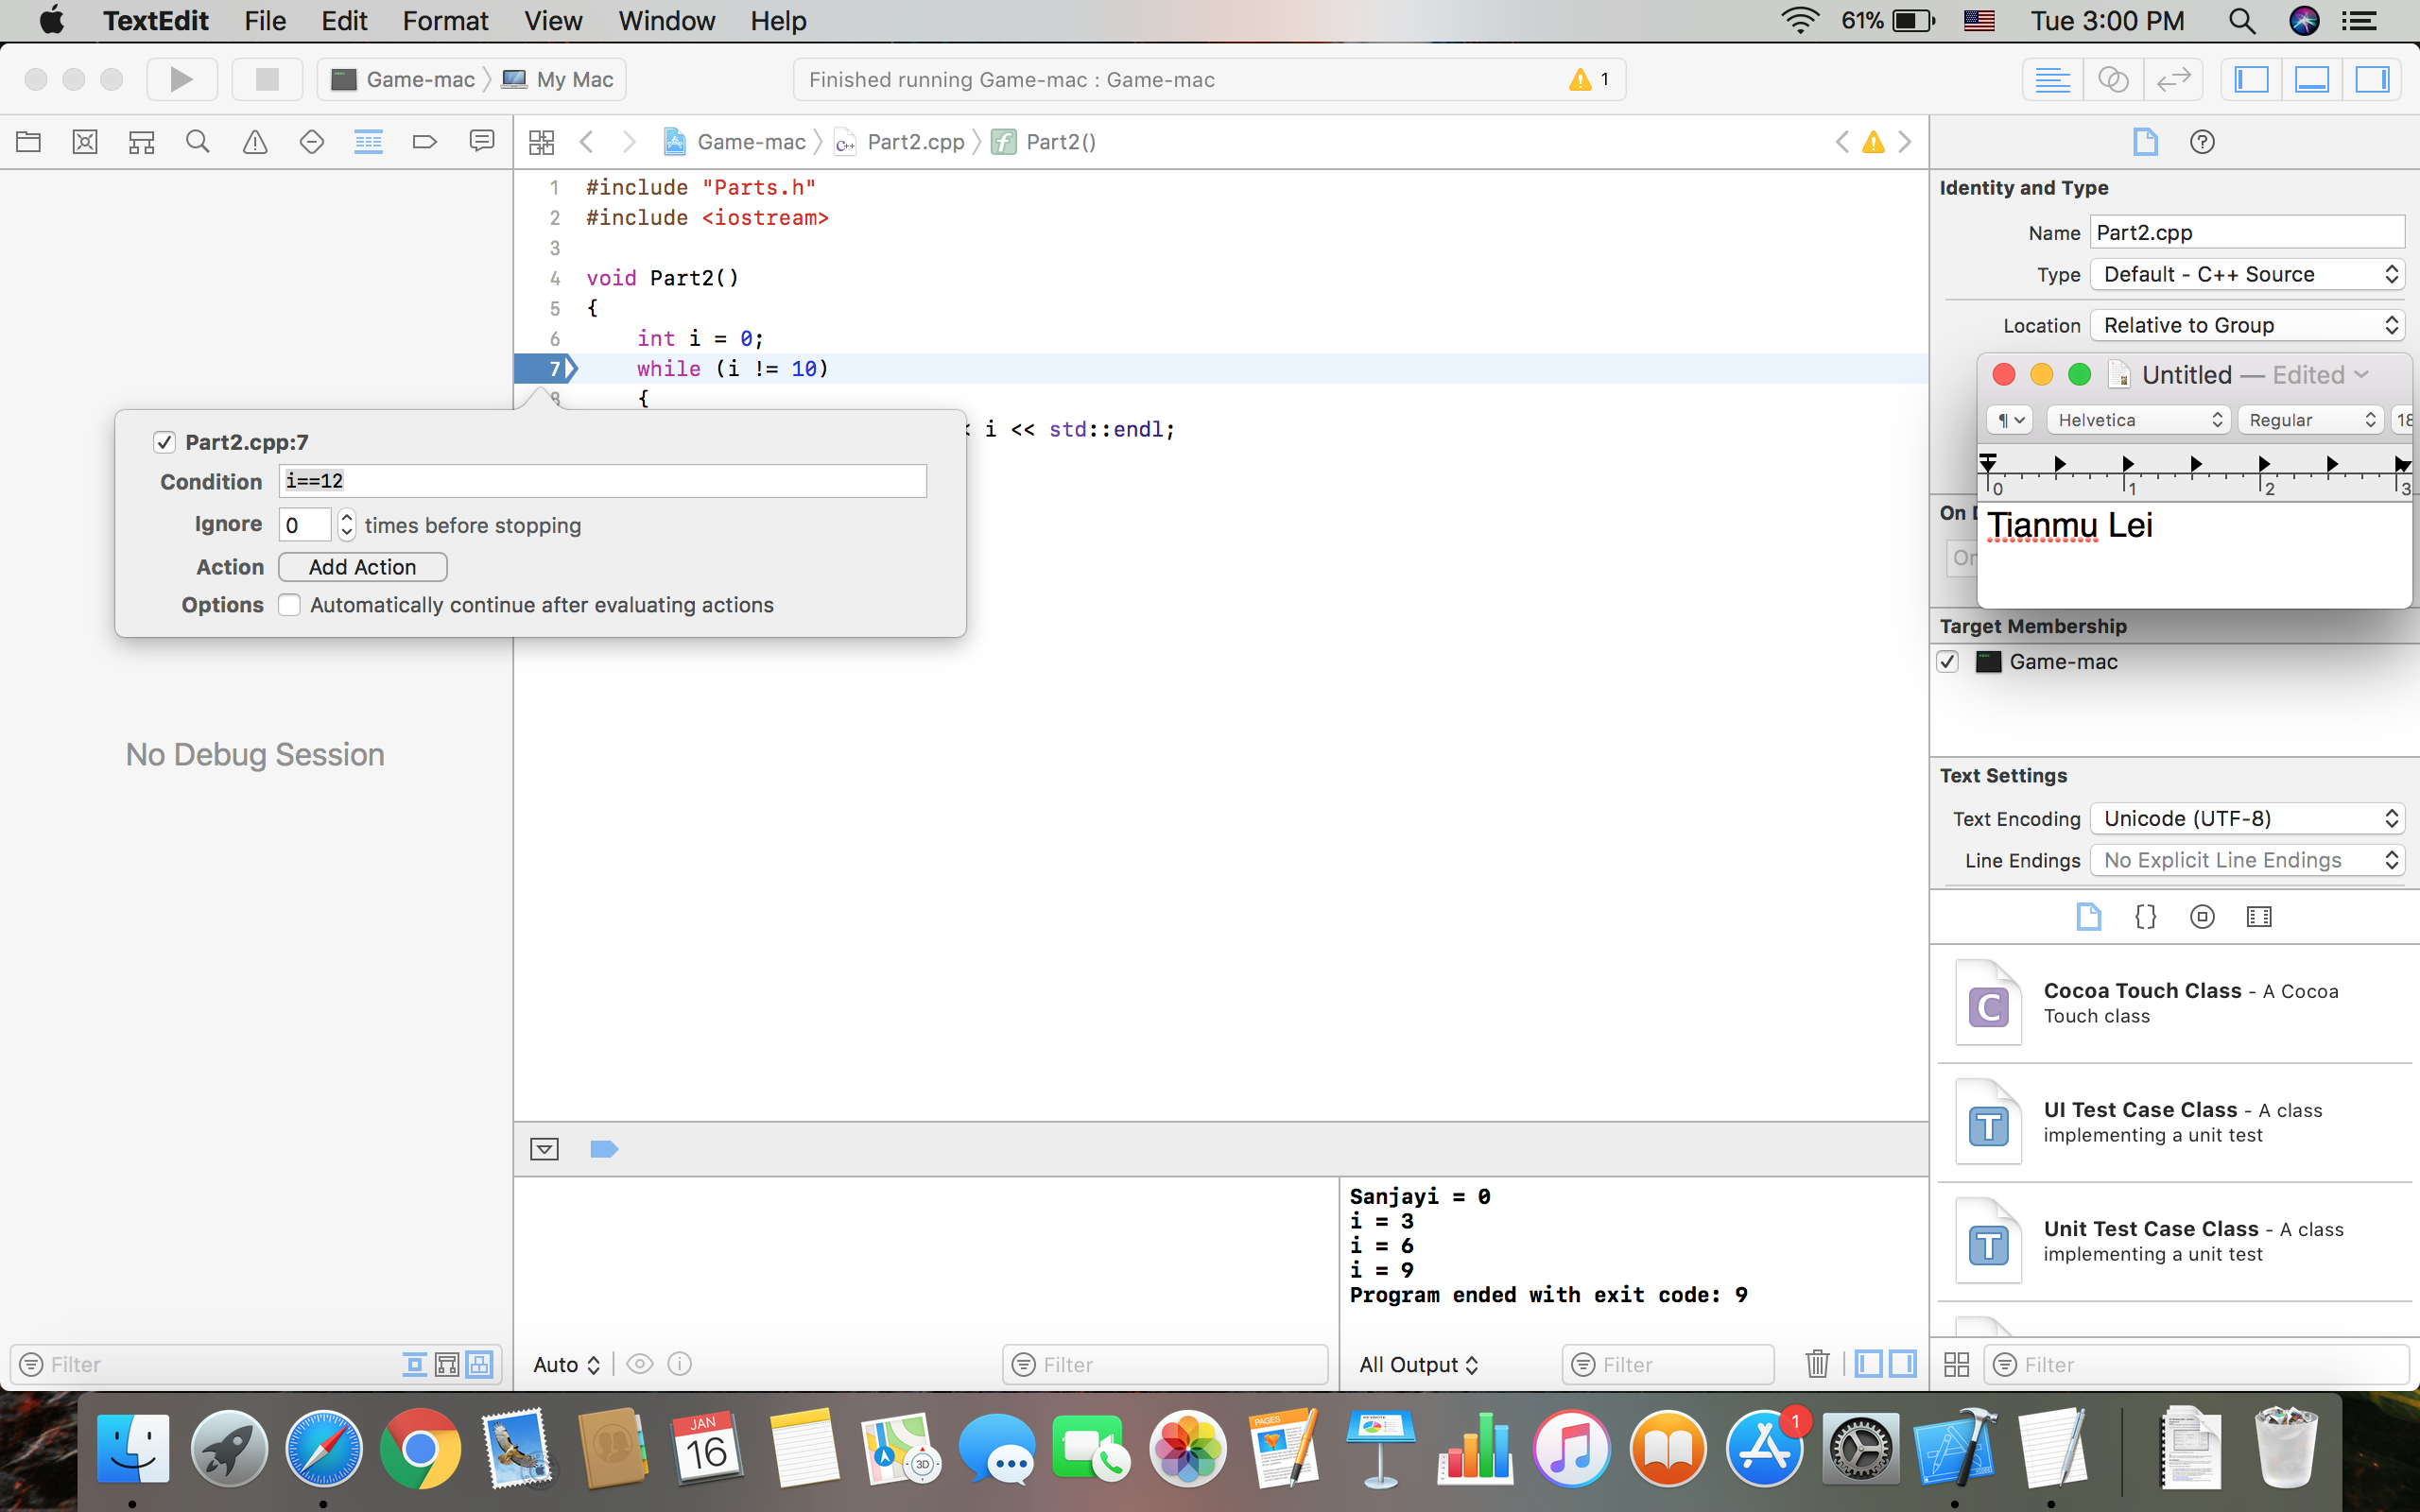 TextEdit File Edit Format View Window Help 61% Tue 3:00 PM
Game-mac My Mac Finished running Game-mac : Game-mac 1
Game-mac Part2.cpp Part2()
1 #include "Parts.h"
2 #include <iostream>
3
4 void Part2()
5 {
6 int i = 0;
7 while (i != 10)
8 {
i << std::endl;
Part2.cpp:7
Condition i==12
Ignore 0 times before stopping
Action Add Action
Options Automatically continue after evaluating actions
No Debug Session
Identity and Type
Name Part2.cpp
Type Default - C++ Source
Location Relative to Group
Untitled — Edited
¶ Helvetica Regular 18
0 1 2 3
On
Tianmu Lei
On
Target Membership
Game-mac
Text Settings
Text Encoding Unicode (UTF-8)
Line Endings No Explicit Line Endings
{}
C Cocoa Touch Class - A Cocoa
Touch class
T UI Test Case Class - A class
implementing a unit test
T Unit Test Case Class - A class
implementing a unit test
Sanjayi = 0
i = 3
i = 6
i = 9
Program ended with exit code: 9
Filter Auto Filter All Output Filter Filter
JAN
16
3D
PAGES
KEYNOTE
1